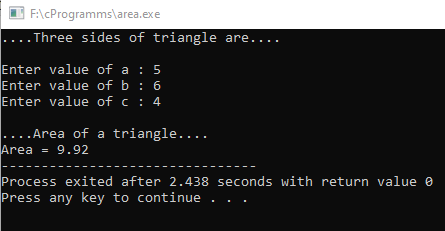 F:\cProgramms\area.exe
....Three sides of triangle are....
Enter value of a : 5
Enter value of b : 6
Enter value of c : 4
....Area of a triangle....
Area = 9.92
--------------------------------
Process exited after 2.438 seconds with return value 0
Press any key to continue . . .